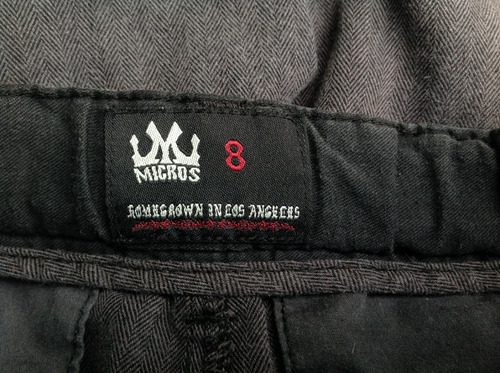 MICROS
8
HOMEGROWN IN LOS ANGELES